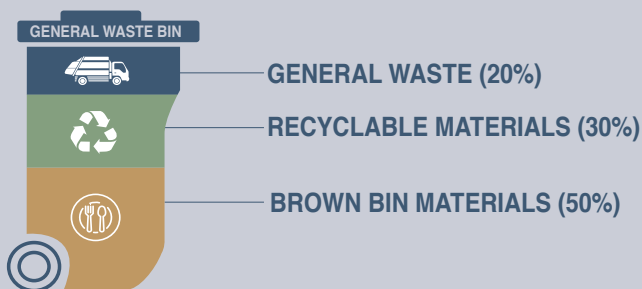 GENERAL WASTE BIN
GENERAL WASTE (20%)
RECYCLABLE MATERIALS (30%)
BROWN BIN MATERIALS (50%)